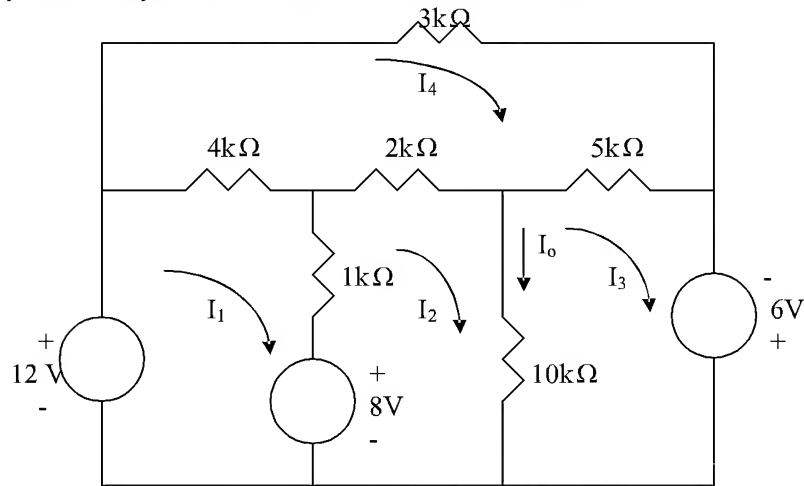 3kΩ
I₄
4kΩ 2kΩ 5kΩ
Iₒ
1kΩ
I₁ I₂ I₃
-
6V
+
+
12 V
-
+
8V
-
10kΩ